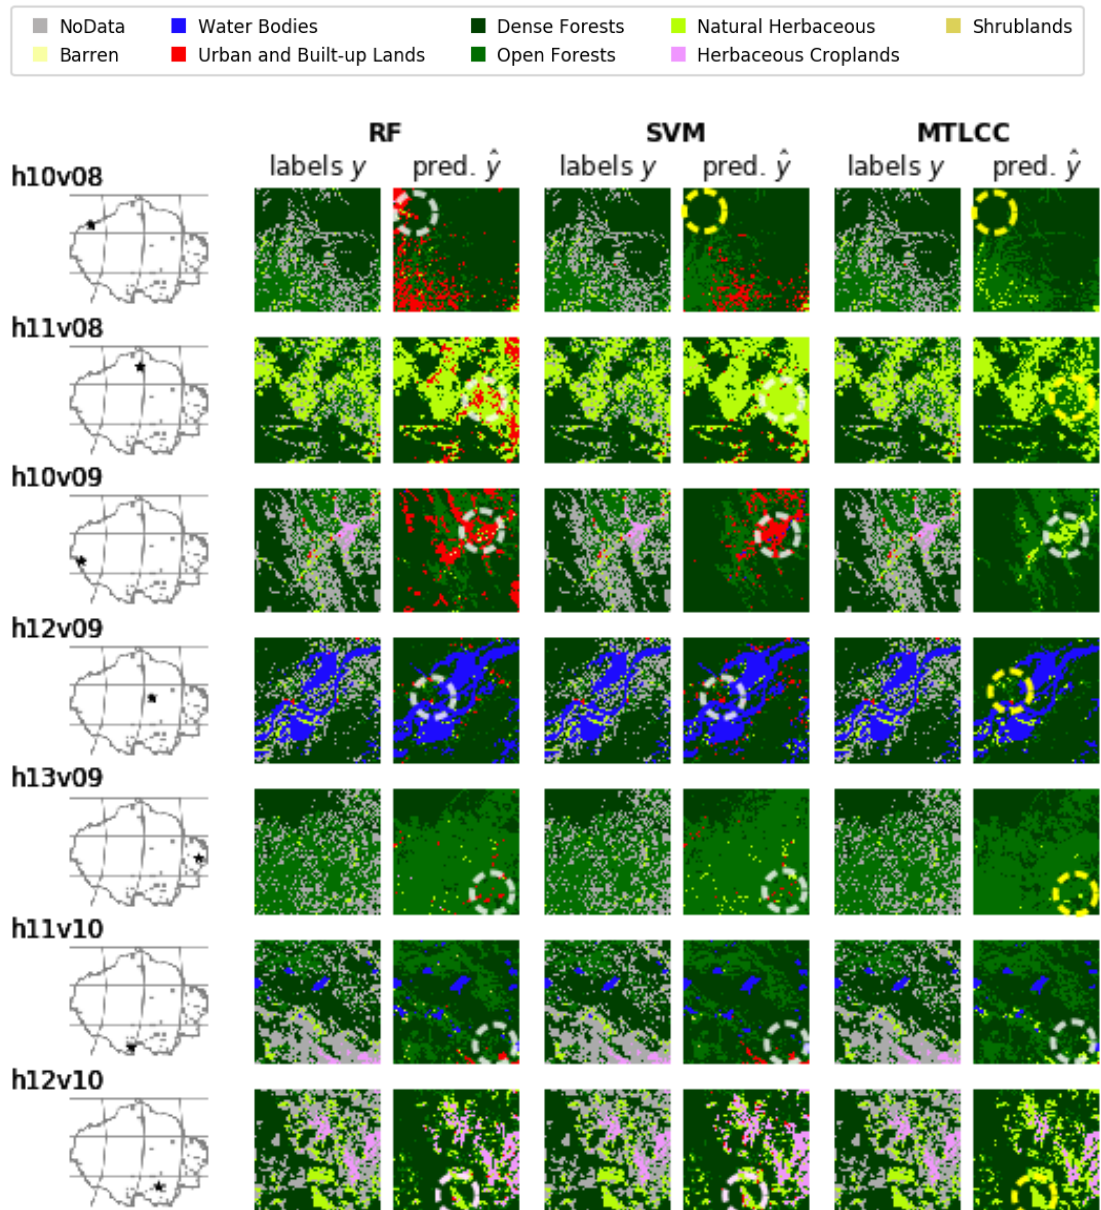 NoData Water Bodies Dense Forests Natural Herbaceous Shrublands
Barren Urban and Built-up Lands Open Forests Herbaceous Croplands
RF SVM MTLCC
labels y pred. ŷ labels y pred. ŷ labels y pred. ŷ
h10v08
h11v08
h10v09
h12v09
h13v09
h11v10
h12v10